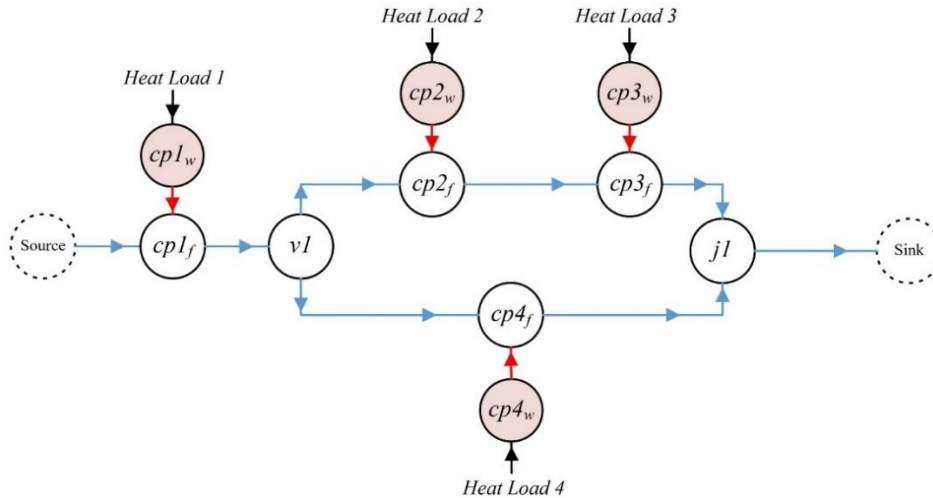 Heat Load 2
Heat Load 3
Heat Load 1
cp2w
cp3w
cp1w
cp2f
cp3f
Source
cp1f
v1
j1
Sink
cp4f
cp4w
Heat Load 4